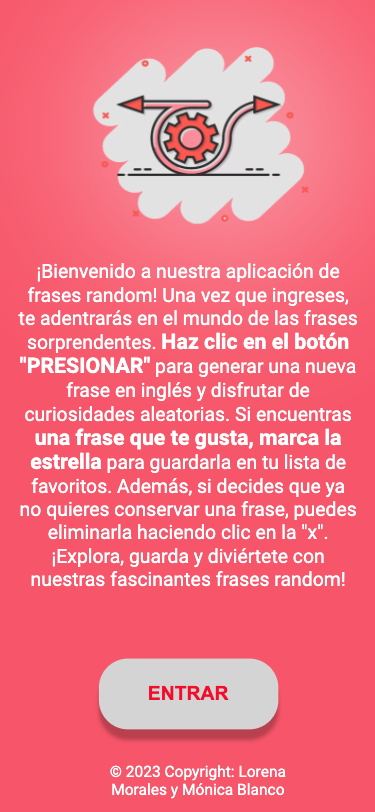 ¡Bienvenido a nuestra aplicación de
frases random! Una vez que ingreses,
te adentrarás en el mundo de las frases
sorprendentes. Haz clic en el botón
"PRESIONAR" para generar una nueva
frase en inglés y disfrutar de
curiosidades aleatorias. Si encuentras
una frase que te gusta, marca la
estrella para guardarla en tu lista de
favoritos. Además, si decides que ya
no quieres conservar una frase, puedes
eliminarla haciendo clic en la "x".
¡Explora, guarda y diviértete con
nuestras fascinantes frases random!
ENTRAR
© 2023 Copyright: Lorena
Morales y Mónica Blanco